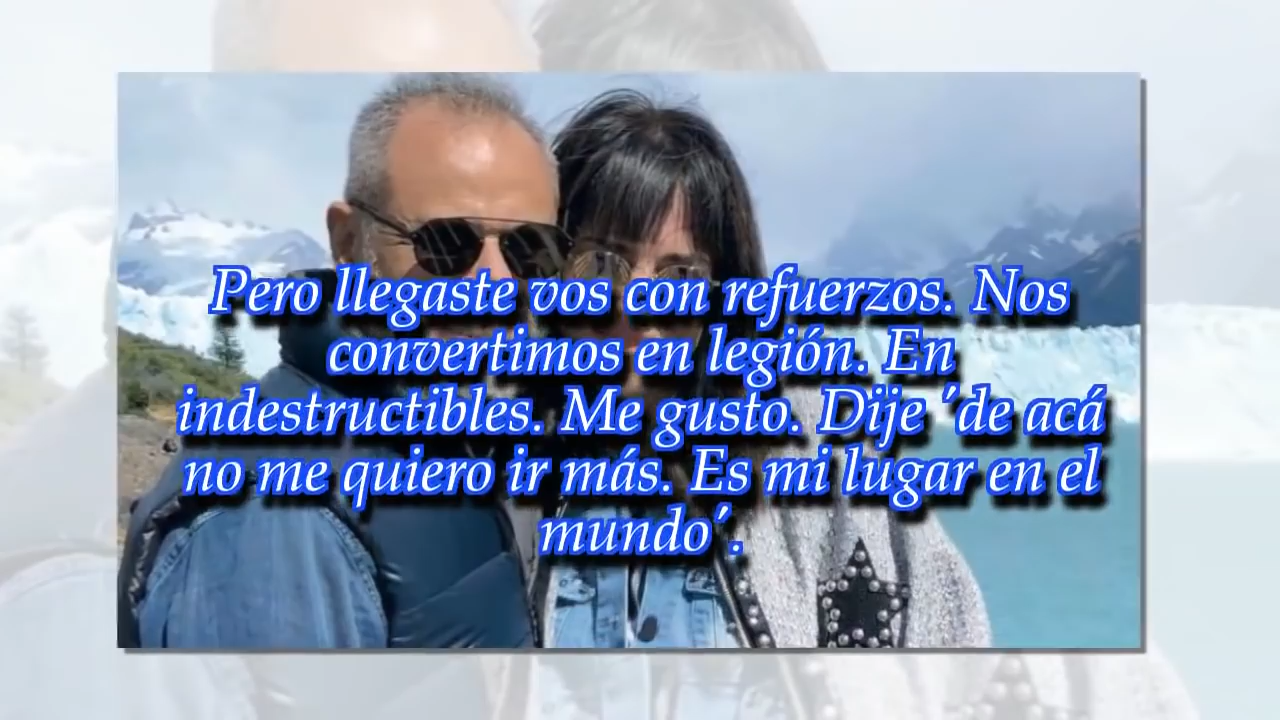 Pero llegaste vos con refuerzos. Nos
convertimos en legión. En
indestructibles. Me gusto. Dije ´de acá
no me quiero ir más. Es mi lugar en el
mundo´.